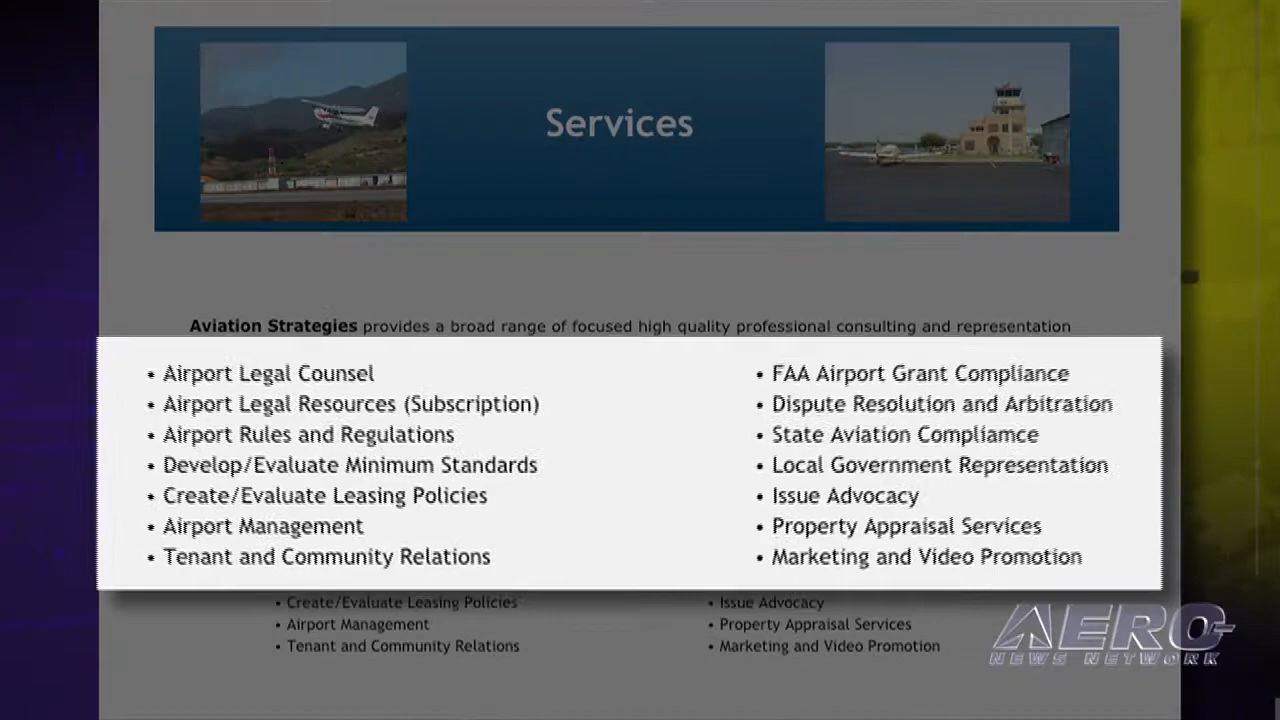 Services
Aviation Strategies provides a broad range of focused high quality professional consulting and representation
• Airport Legal Counsel
• Airport Legal Resources (Subscription)
• Airport Rules and Regulations
• Develop/Evaluate Minimum Standards
• Create/Evaluate Leasing Policies
• Airport Management
• Tenant and Community Relations
• FAA Airport Grant Compliance
• Dispute Resolution and Arbitration
• State Aviation Compliamce
• Local Government Representation
• Issue Advocacy
• Property Appraisal Services
• Marketing and Video Promotion
• Create/Evaluate Leasing Policies
• Airport Management
• Tenant and Community Relations
• Issue Advocacy
• Property Appraisal Services
• Marketing and Video Promotion
AERO
NEWS NETWORK